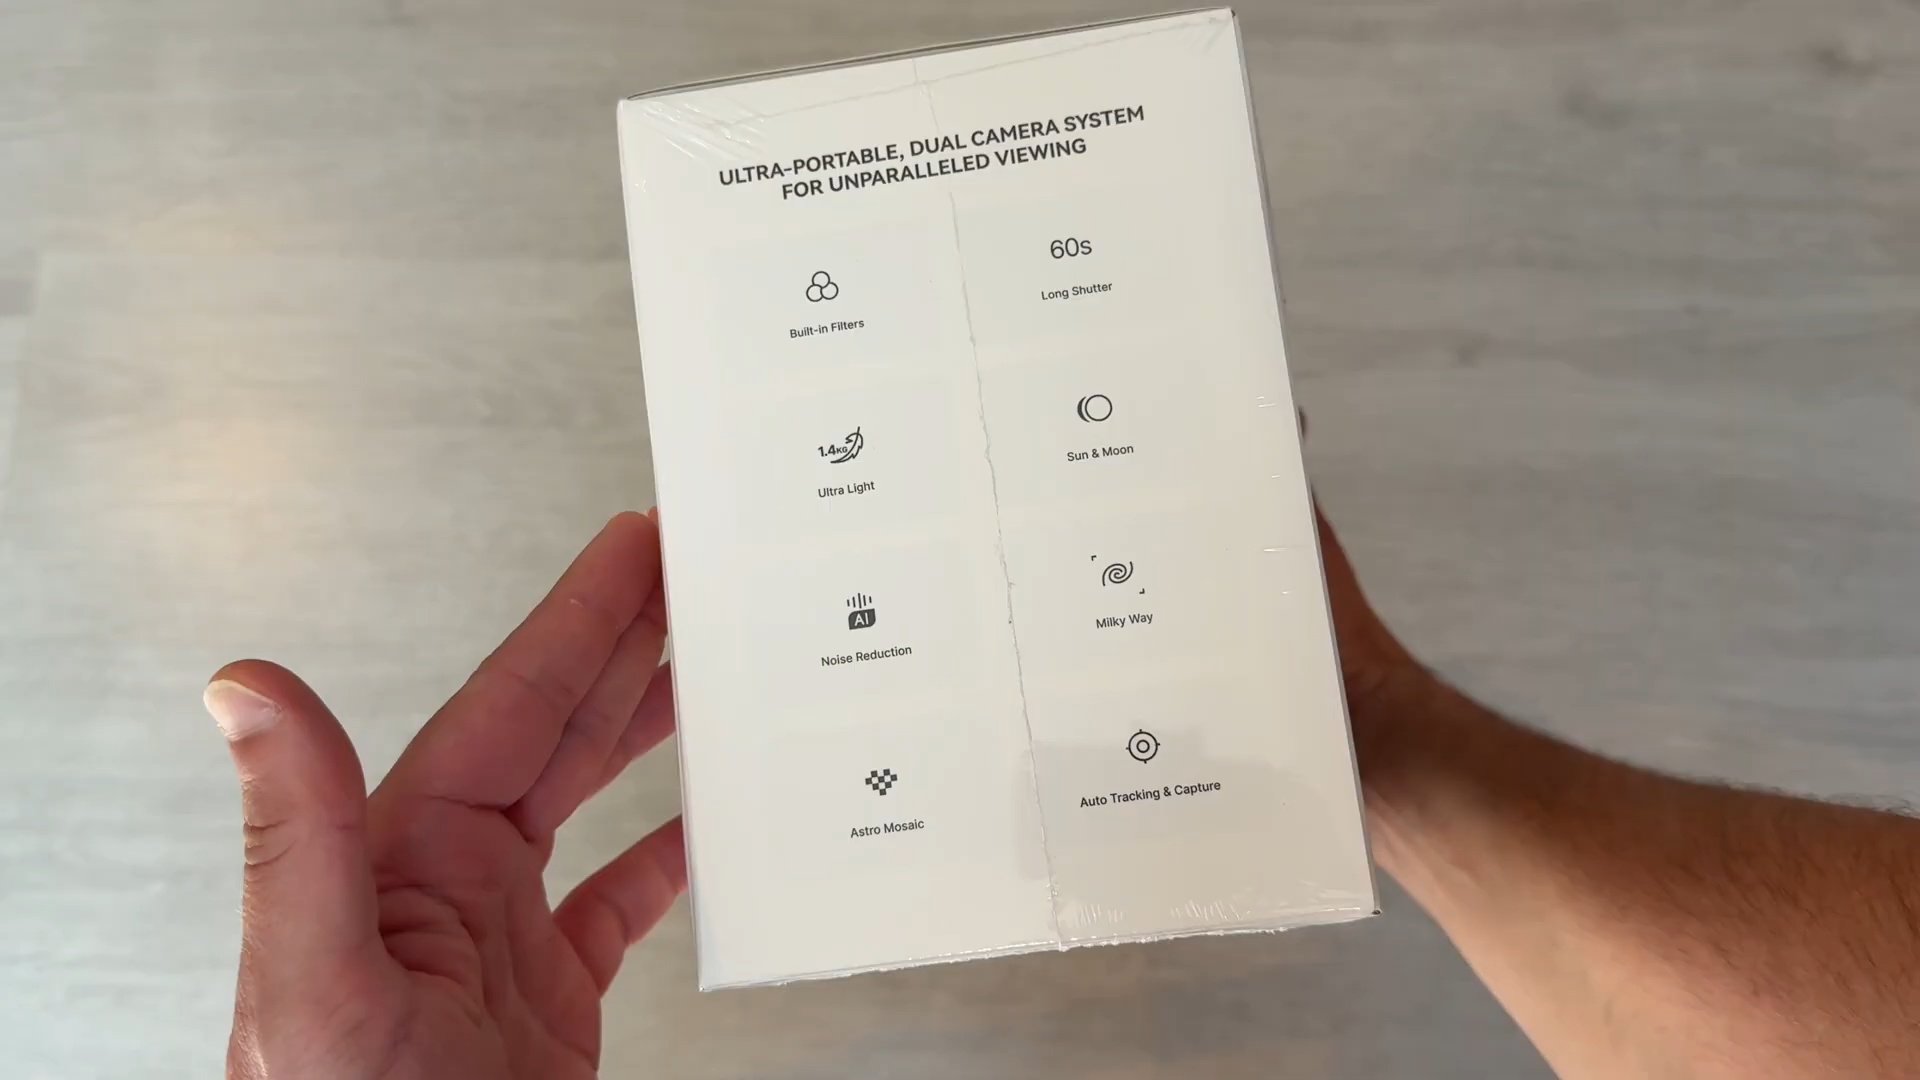 ULTRA-PORTABLE, DUAL CAMERA SYSTEM
FOR UNPARALLELED VIEWING
Built-in Filters
60s
Long Shutter
1.4KG
Ultra Light
Sun & Moon
AI
Noise Reduction
Milky Way
Astro Mosaic
Auto Tracking & Capture